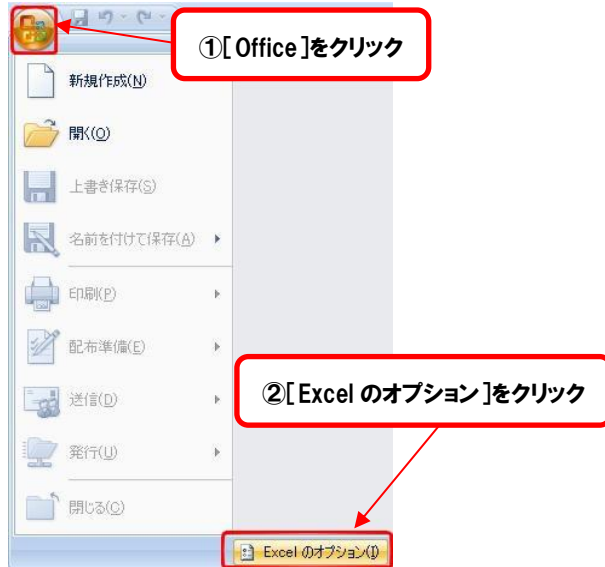 ①[Office]をクリック
新規作成(N)
開く(O)
上書き保存(S)
名前を付けて保存(A)
印刷(P)
配布準備(E)
送信(D)
発行(U)
閉じる(C)
②[Excel のオプション]をクリック
Excel のオプション(I)